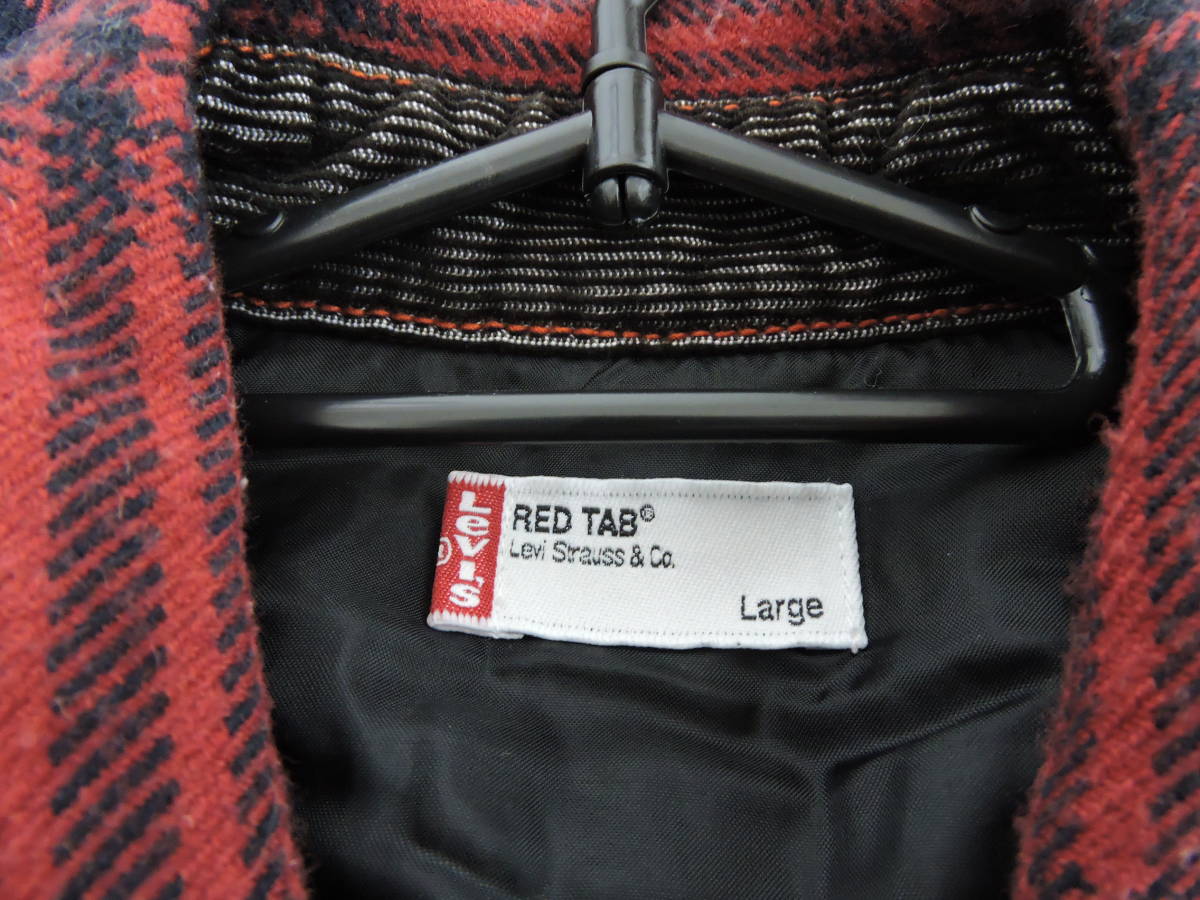 LEVI'S
®
RED TAB®
Levi Strauss & Co.
Large